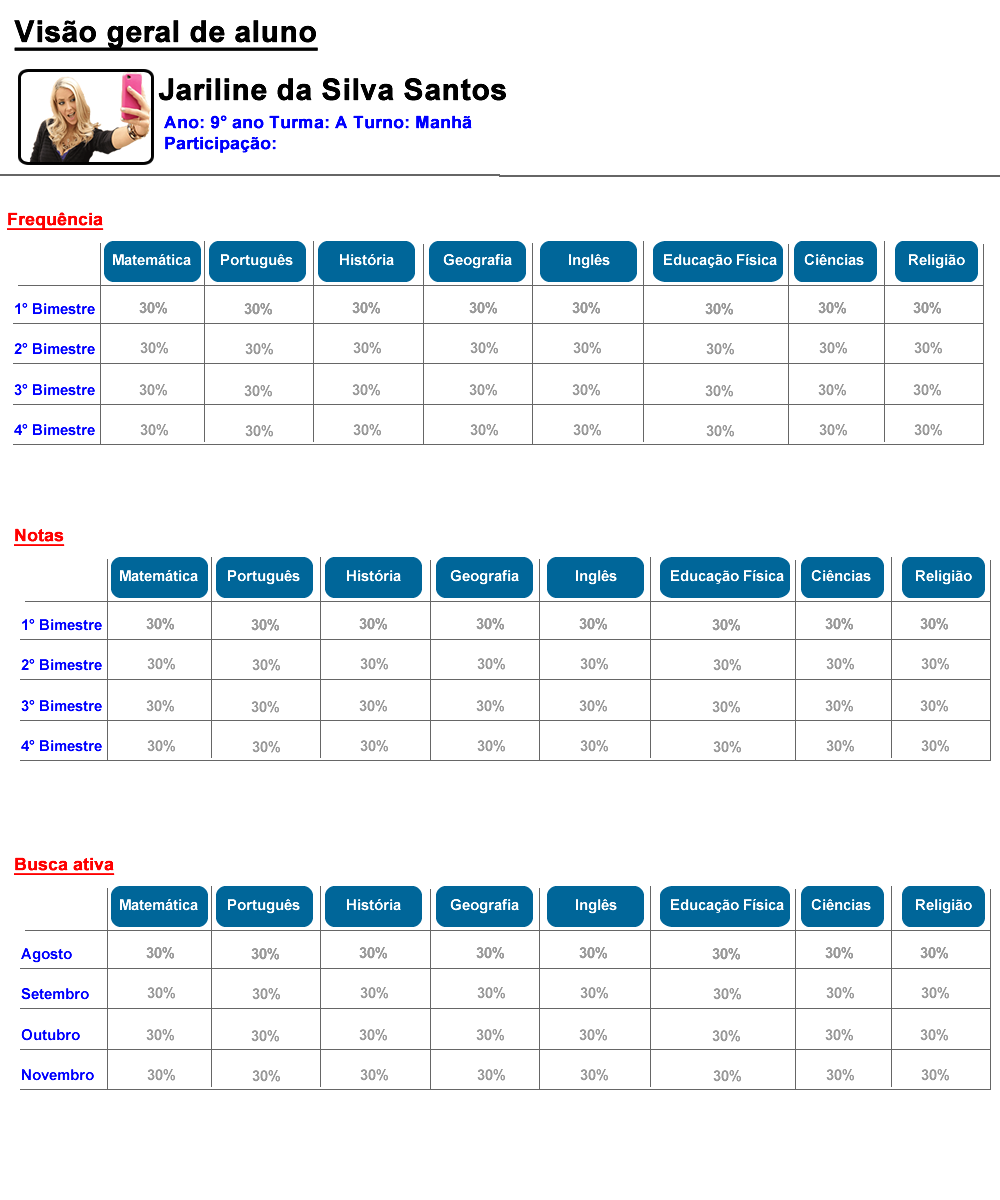 Visão geral de aluno
Jariline da Silva Santos
Ano: 9° ano Turma: A Turno: Manhã
Participação:
Frequência
Matemática Português História Geografia Inglês Educação Física Ciências Religião
1° Bimestre 30% 30% 30% 30% 30% 30% 30% 30%
2° Bimestre 30% 30% 30% 30% 30% 30% 30% 30%
3° Bimestre 30% 30% 30% 30% 30% 30% 30% 30%
4° Bimestre 30% 30% 30% 30% 30% 30% 30% 30%
Notas
Matemática Português História Geografia Inglês Educação Física Ciências Religião
1° Bimestre 30% 30% 30% 30% 30% 30% 30% 30%
2° Bimestre 30% 30% 30% 30% 30% 30% 30% 30%
3° Bimestre 30% 30% 30% 30% 30% 30% 30% 30%
4° Bimestre 30% 30% 30% 30% 30% 30% 30% 30%
Busca ativa
Matemática Português História Geografia Inglês Educação Física Ciências Religião
Agosto 30% 30% 30% 30% 30% 30% 30% 30%
Setembro 30% 30% 30% 30% 30% 30% 30% 30%
Outubro 30% 30% 30% 30% 30% 30% 30% 30%
Novembro 30% 30% 30% 30% 30% 30% 30% 30%